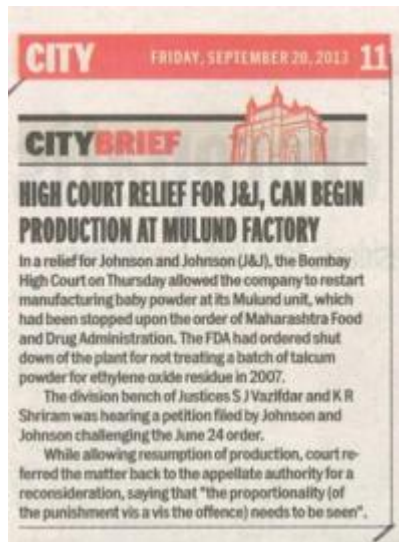 CITY FRIDAY, SEPTEMBER 20, 2013 11
CITYBRIEF
HIGH COURT RELIEF FOR J&J, CAN BEGIN
PRODUCTION AT MULUND FACTORY
In a relief for Johnson and Johnson (J&J), the Bombay
High Court on Thursday allowed the company to restart
manufacturing baby powder at its Mulund unit, which
had been stopped upon the order of Maharashtra Food
and Drug Administration. The FDA had ordered shut
down of the plant for not treating a batch of talcum
powder for ethylene oxide residue in 2007.
The division bench of Justices S J Vazifdar and K R
Shriram was hearing a petition filed by Johnson and
Johnson challenging the June 24 order.
While allowing resumption of production, court re-
ferred the matter back to the appellate authority for a
reconsideration, saying that "the proportionality (of
the punishment vis a vis the offence) needs to be seen".